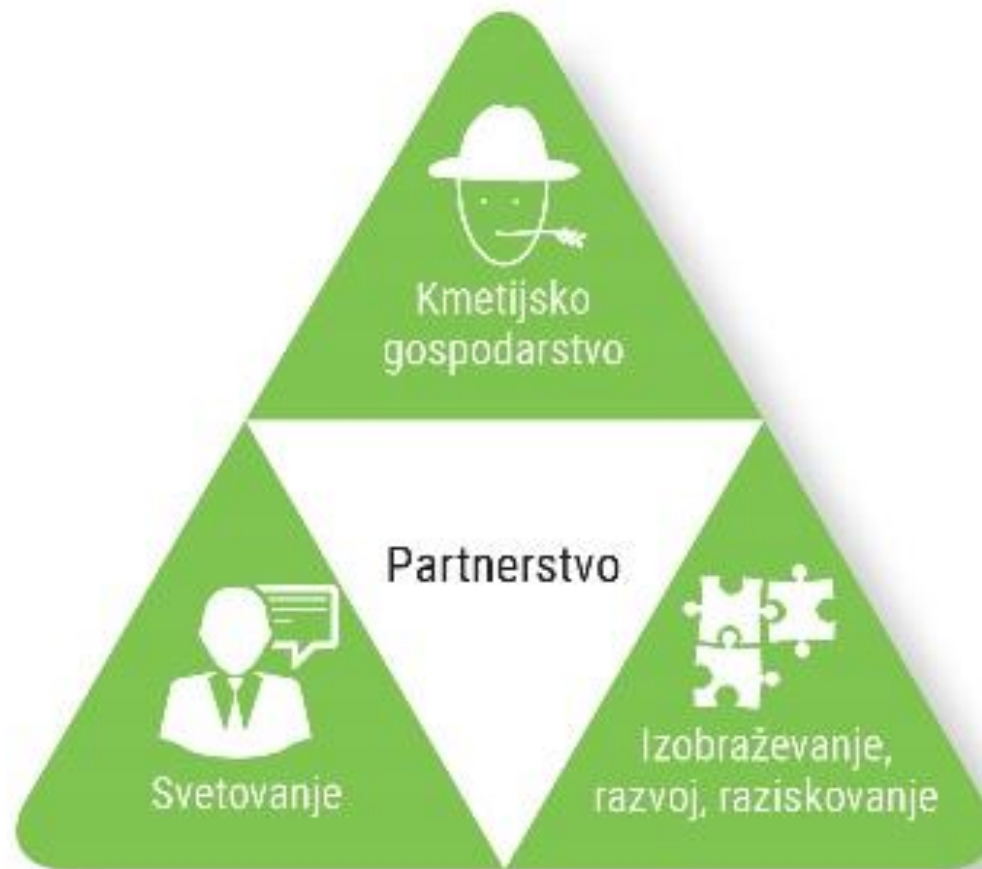 Kmetijsko
gospodarstvo
Partnerstvo
Svetovanje
Izobraževanje,
razvoj, raziskovanje